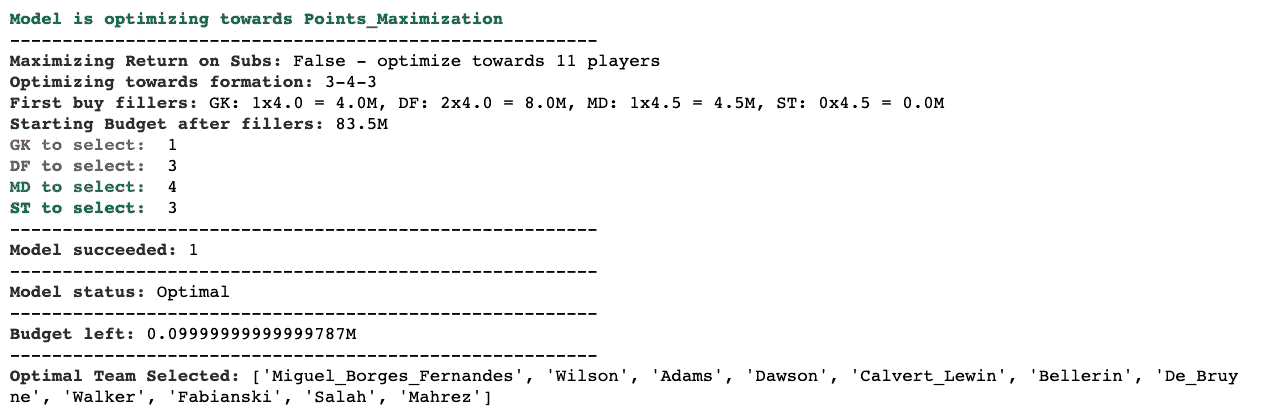 Model is optimizing towards Points_Maximization
--------------------------------------------------------
Maximizing Return on Subs: False - optimize towards 11 players
Optimizing towards formation: 3-4-3
First buy fillers: GK: 1x4.0 = 4.0M, DF: 2x4.0 = 8.0M, MD: 1x4.5 = 4.5M, ST: 0x4.5 = 0.0M
Starting Budget after fillers: 83.5M
GK to select:  1
DF to select:  3
MD to select:  4
ST to select:  3
--------------------------------------------------------
Model succeeded: 1
--------------------------------------------------------
Model status: Optimal
--------------------------------------------------------
Budget left: 0.09999999999999787M
--------------------------------------------------------
Optimal Team Selected: ['Miguel_Borges_Fernandes', 'Wilson', 'Adams', 'Dawson', 'Calvert_Lewin', 'Bellerin', 'De_Bruy
ne', 'Walker', 'Fabianski', 'Salah', 'Mahrez']